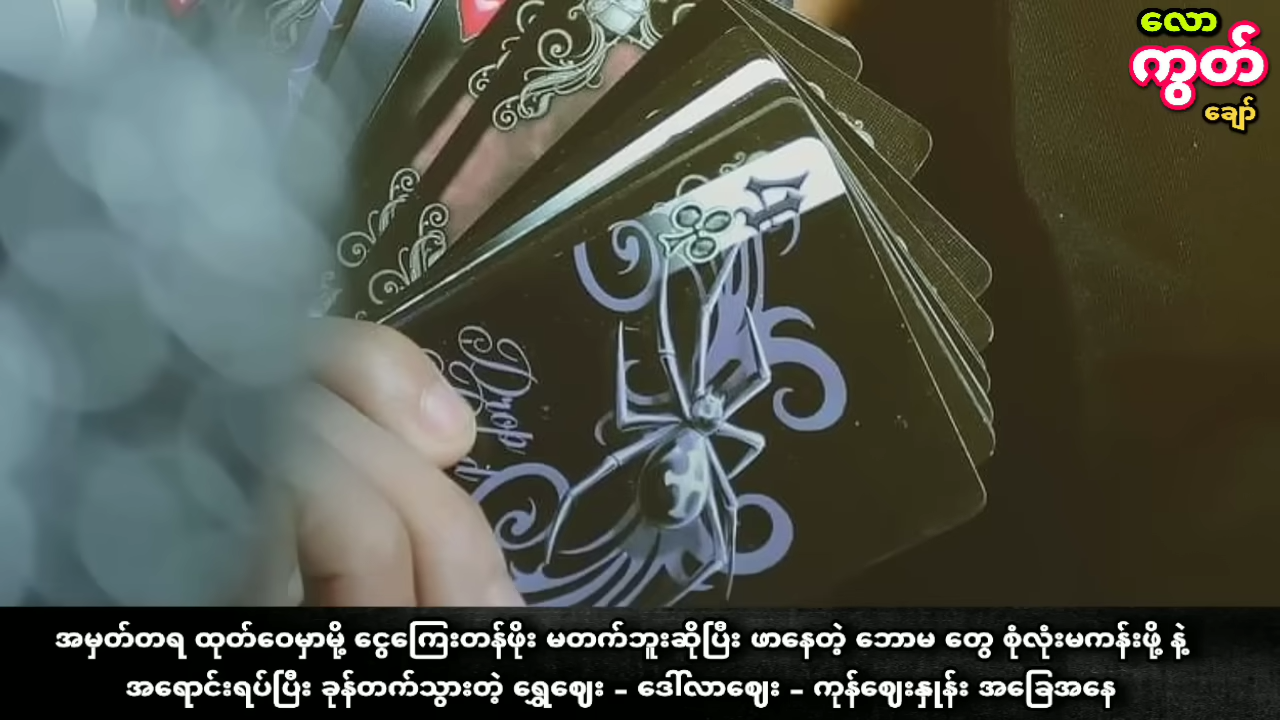 လော
ကွတ်
ချော်
အမှတ်တရ ထုတ်ဝေမှာမို့ ငွေကြေးတန်ဖိုး မတက်ဘူးဆိုပြီး ဖာနေတဲ့ ဘောမ တွေ စုံလုံးမကန်းဖို့ နဲ့
အရောင်းရပ်ပြီး ခုန်တက်သွားတဲ့ ရွှေဈေး - ဒေါ်လာဈေး - ကုန်ဈေးနှုန်း အခြေအနေ